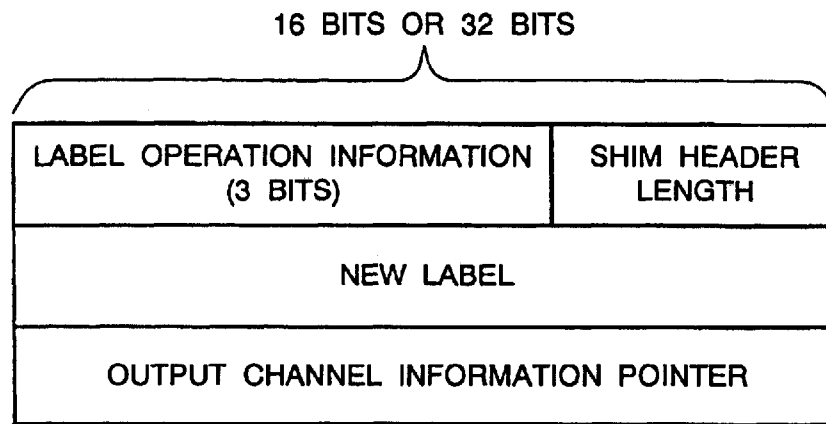 16 BITS OR 32 BITS
LABEL OPERATION INFORMATION
(3 BITS)
SHIM HEADER
LENGTH
NEW LABEL
OUTPUT CHANNEL INFORMATION POINTER